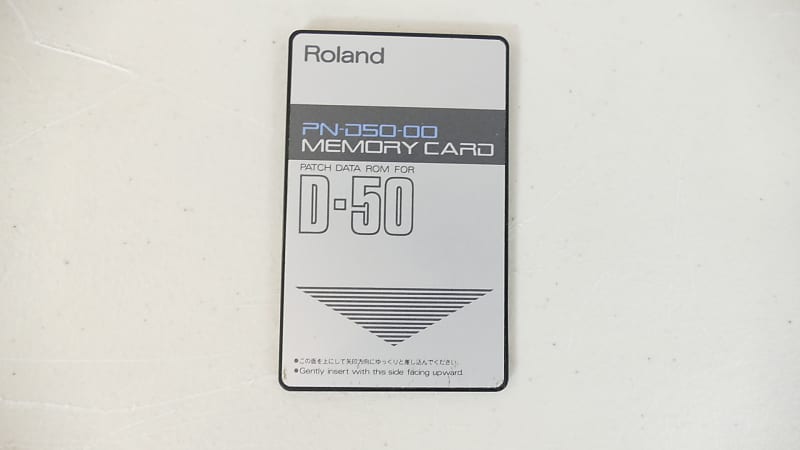 Roland
PN-D50-00
MEMORY CARD
PATCH DATA ROM FOR
D-50
●この面を上にして矢印方向にゆっくりと差し込んでください。
●Gently insert with this side facing upward.